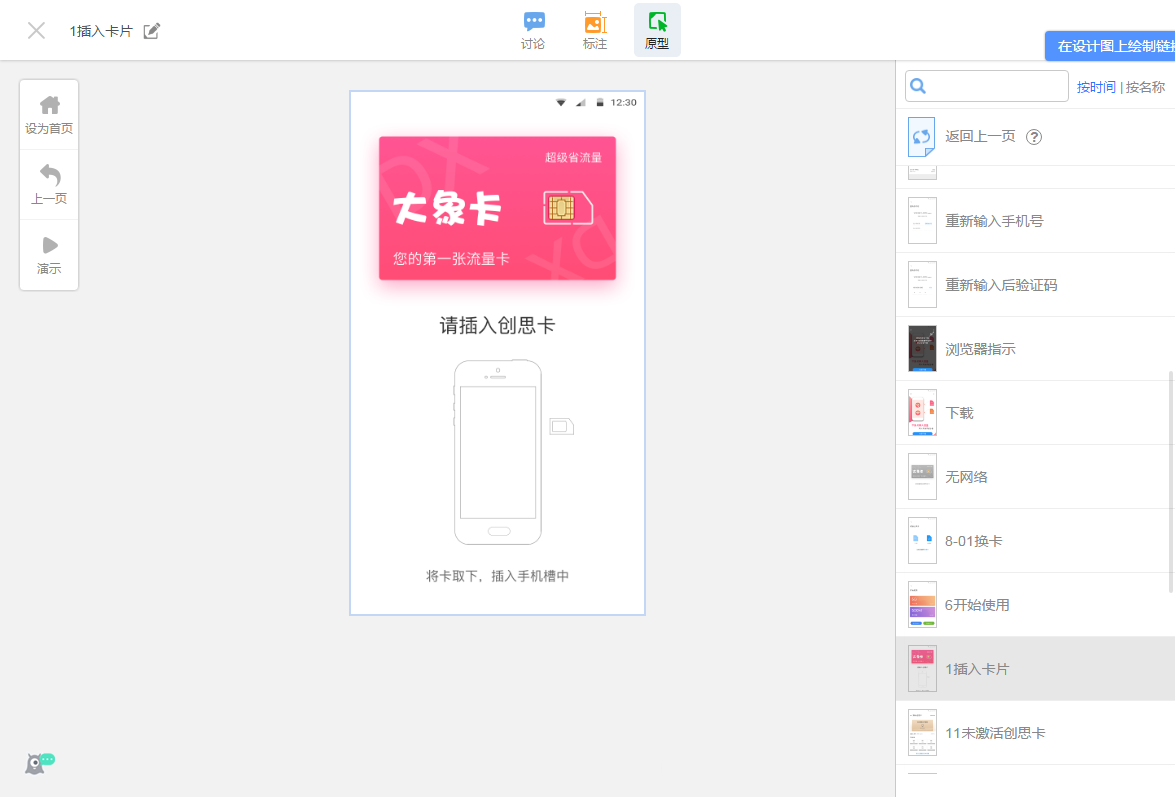 1插入卡片
讨论
标注
原型
在设计图上绘制链接
设为首页
上一页
演示
12:30
超级省流量
大象卡
您的第一张流量卡
DX
DX
请插入创思卡
将卡取下，插入手机槽中
按时间 | 按名称
返回上一页 ?
重新输入手机号
重新输入后验证码
浏览器指示
下载
无网络
8-01换卡
6开始使用
1插入卡片
11未激活创思卡